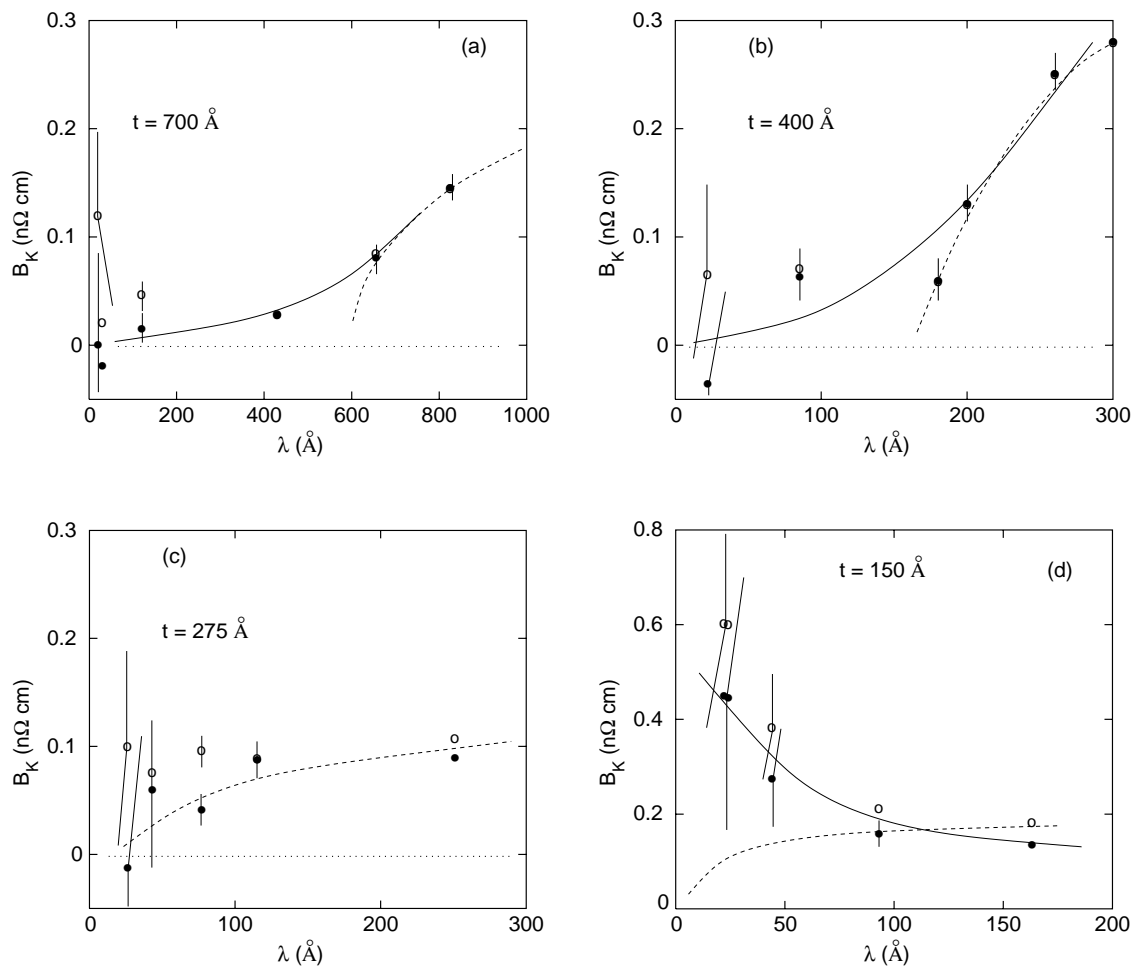 0.3
(a)
t = 700 Å
0.2
B_K (nΩ cm)
0.1
0
0 200 400 600 800 1000
λ (Å)
0.3
(b)
t = 400 Å
0.2
B_K (nΩ cm)
0.1
0
0 100 200 300
λ (Å)
0.3
(c)
t = 275 Å
0.2
B_K (nΩ cm)
0.1
0
0 100 200 300
λ (Å)
0.8
t = 150 Å (d)
0.6
B_K (nΩ cm)
0.4
0.2
0
0 50 100 150 200
λ (Å)